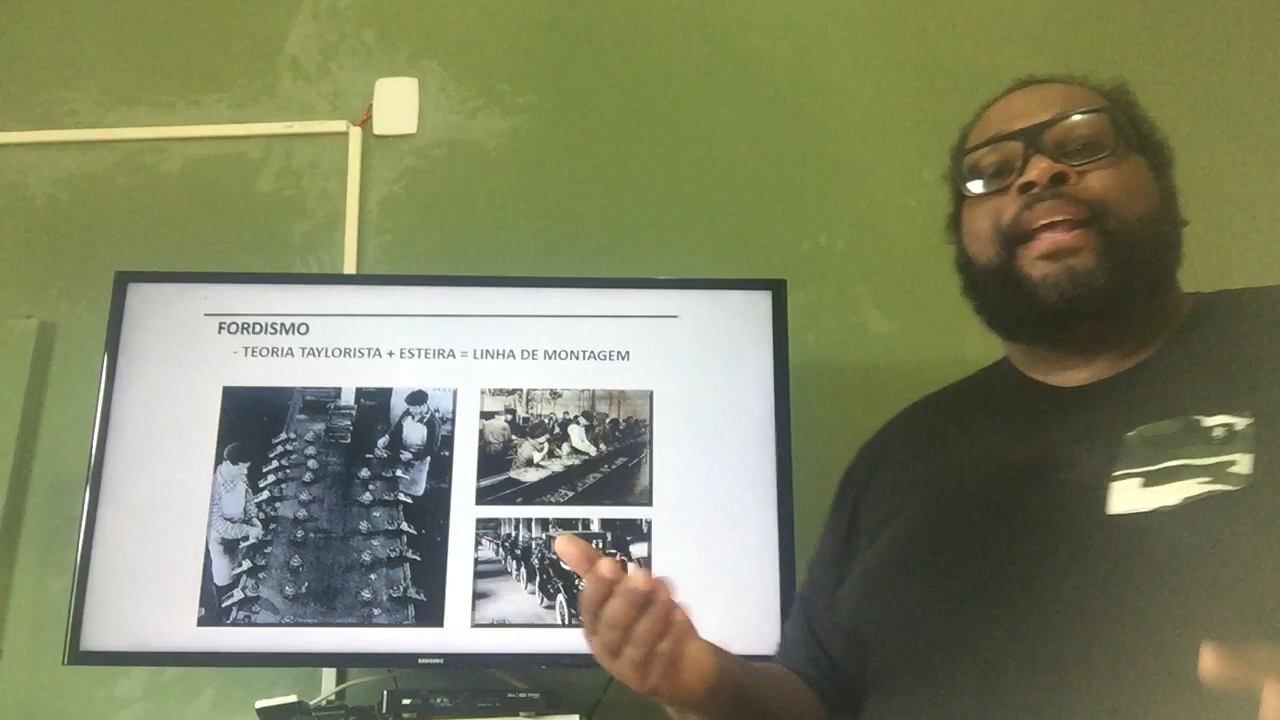 FORDISMO
- TEORIA TAYLORISTA + ESTEIRA = LINHA DE MONTAGEM
SAMSUNG